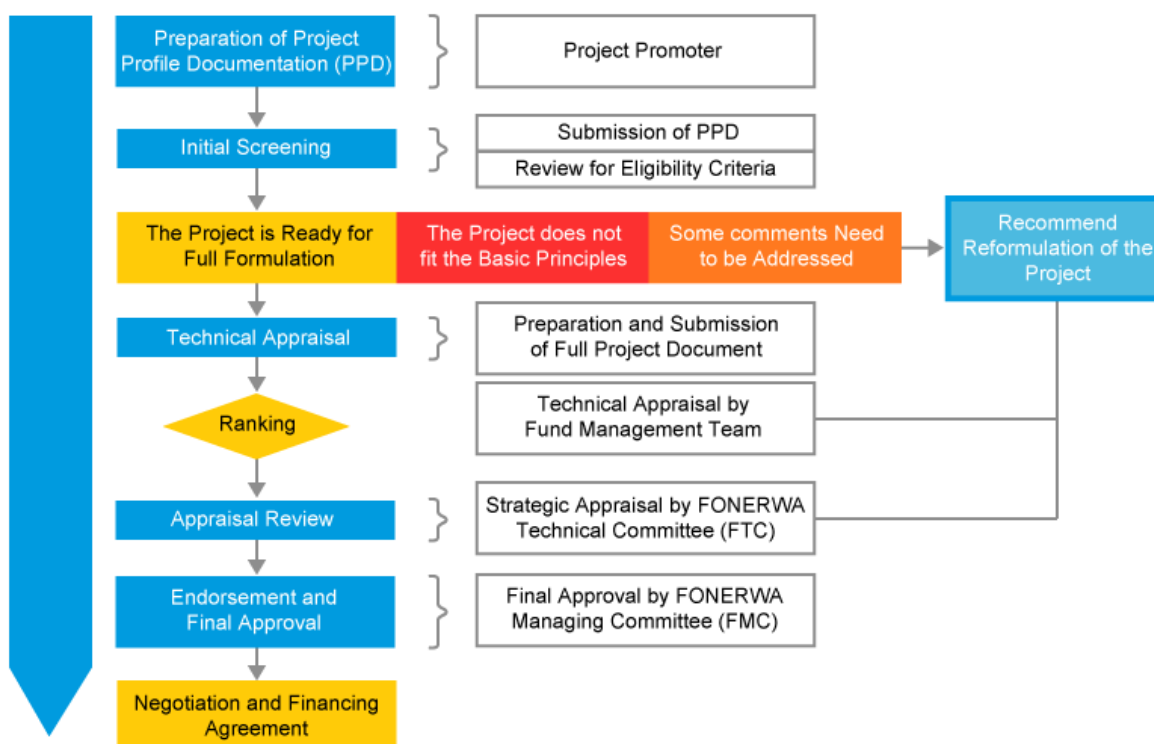 Preparation of Project
Profile Documentation (PPD)
Project Promoter
Initial Screening
Submission of PPD
Review for Eligibility Criteria
The Project is Ready for
Full Formulation
The Project does not
fit the Basic Principles
Some comments Need
to be Addressed
Recommend
Reformulation of the
Project
Technical Appraisal
Preparation and Submission
of Full Project Document
Ranking
Technical Appraisal by
Fund Management Team
Appraisal Review
Strategic Appraisal by FONERWA
Technical Committee (FTC)
Endorsement and
Final Approval
Final Approval by FONERWA
Managing Committee (FMC)
Negotiation and Financing
Agreement